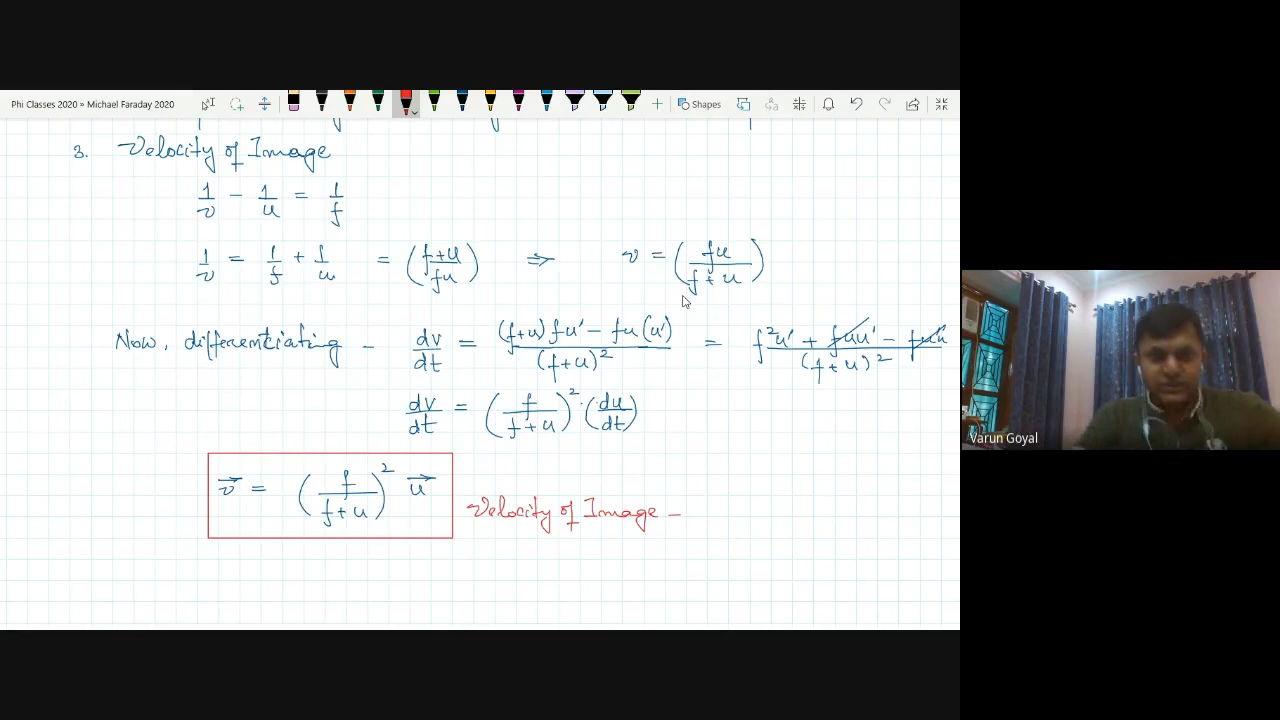 Phi Classes 2020 » Michael Faraday 2020
Shapes
3. Velocity of Image
1/v - 1/u = 1/f
1/v = 1/f + 1/u = (f+u/fu) ⇒ v = (fu/f+u)
Now, differentiating - dv/dt = (f+u)fu' - fu(u')/(f+u)² = f²u' + fuu' - fuu'/(f+u)²
dv/dt = (f/f+u)² · (du/dt)
v⃗ = (f/f+u)² u⃗
Velocity of Image -
Varun Goyal